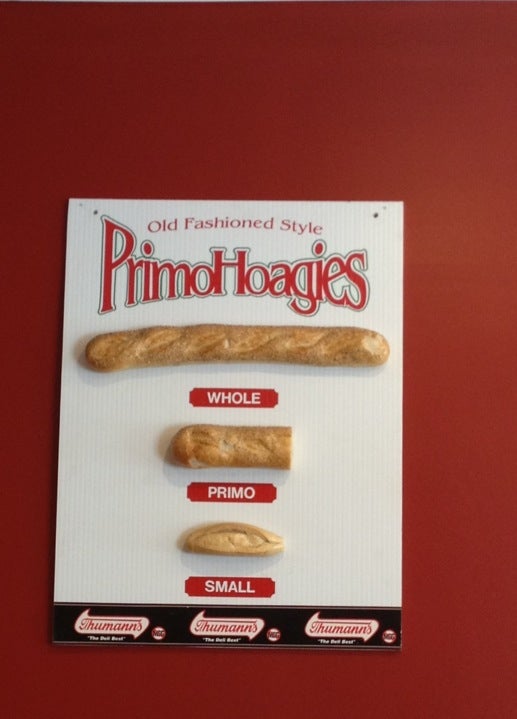 Old Fashioned Style
PrimoHoagies
WHOLE
PRIMO
SMALL
Thumann's Thumann's Thumann's
"The Deli Best" "The Deli Best" "The Deli Best"